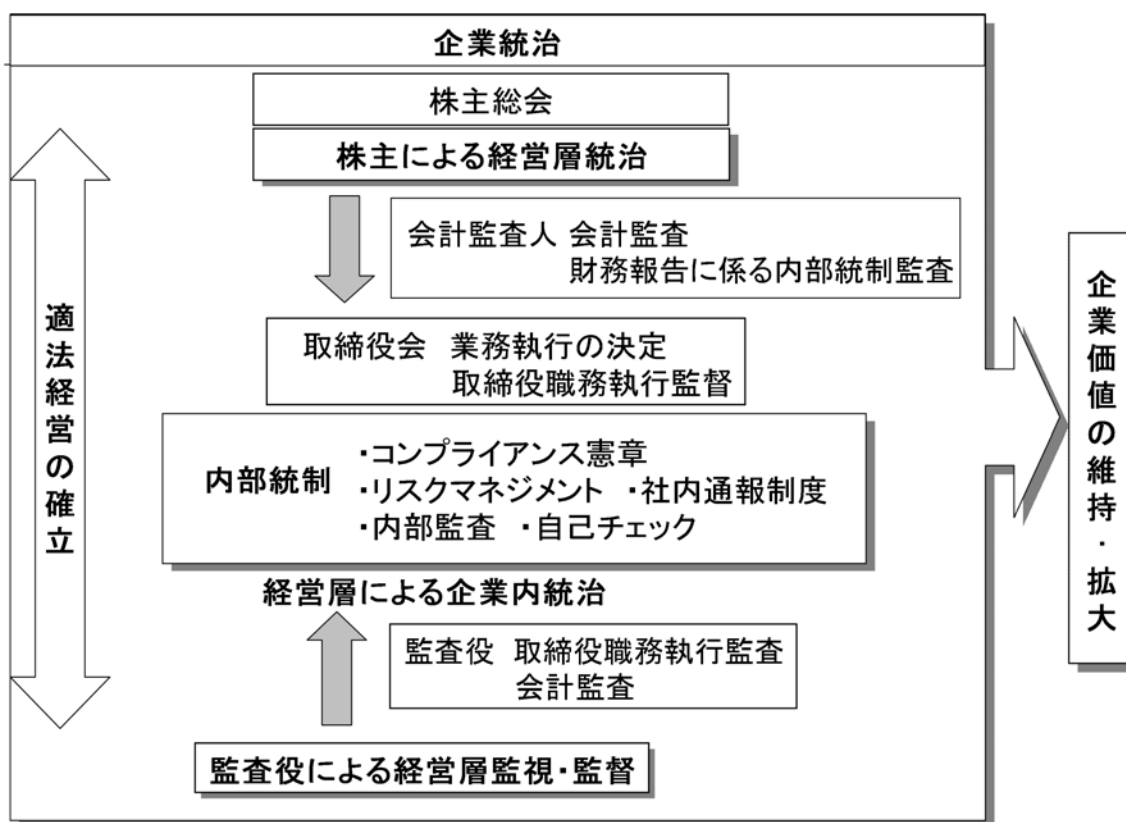 企業統治
株主総会
株主による経営層統治
会計監査人 会計監査
財務報告に係る内部統制監査
取締役会 業務執行の決定
取締役職務執行監督
内部統制
・コンプライアンス憲章
・リスクマネジメント ・社内通報制度
・内部監査 ・自己チェック
経営層による企業内統治
監査役 取締役職務執行監査
会計監査
監査役による経営層監視・監督
適法経営の確立
企業価値の維持・拡大